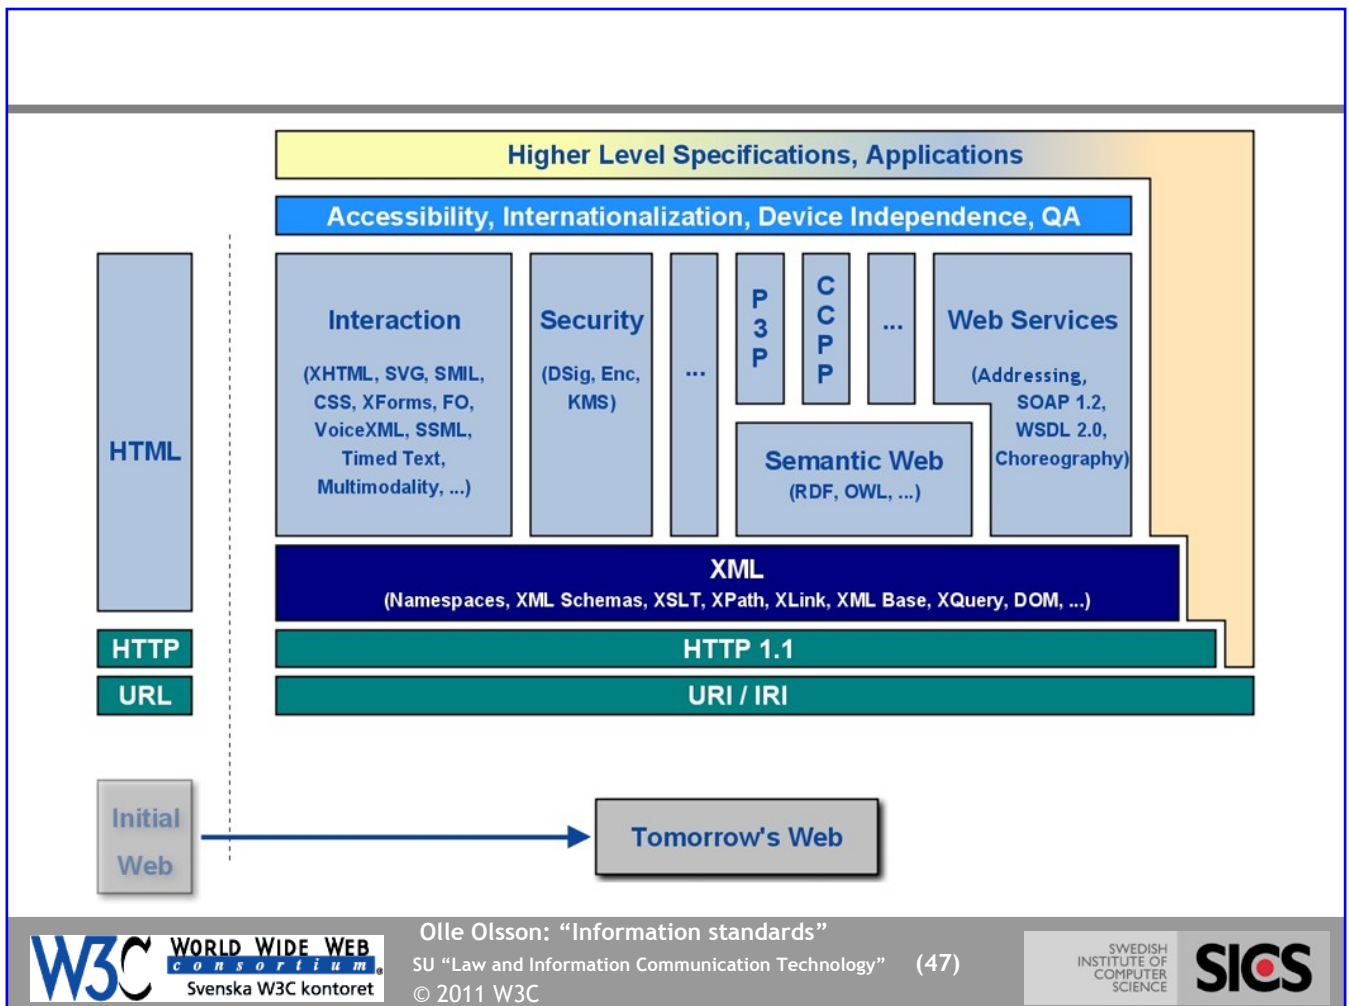 Higher Level Specifications, Applications
Accessibility, Internationalization, Device Independence, QA
HTML
HTTP
URL
Interaction
(XHTML, SVG, SMIL,
CSS, XForms, FO,
VoiceXML, SSML,
Timed Text,
Multimodality, ...)
Security
(DSig, Enc,
KMS)
...
P
3
P
C
C
P
P
...
Web Services
(Addressing,
SOAP 1.2,
WSDL 2.0,
Choreography)
Semantic Web
(RDF, OWL, ...)
XML
(Namespaces, XML Schemas, XSLT, XPath, XLink, XML Base, XQuery, DOM, ...)
HTTP 1.1
URI / IRI
Initial
Web
Tomorrow's Web
W3C
WORLD WIDE WEB
consortium®
Svenska W3C kontoret
Olle Olsson: “Information standards”
SU “Law and Information Communication Technology” (47)
© 2011 W3C
SWEDISH
INSTITUTE OF
COMPUTER
SCIENCE
SICS